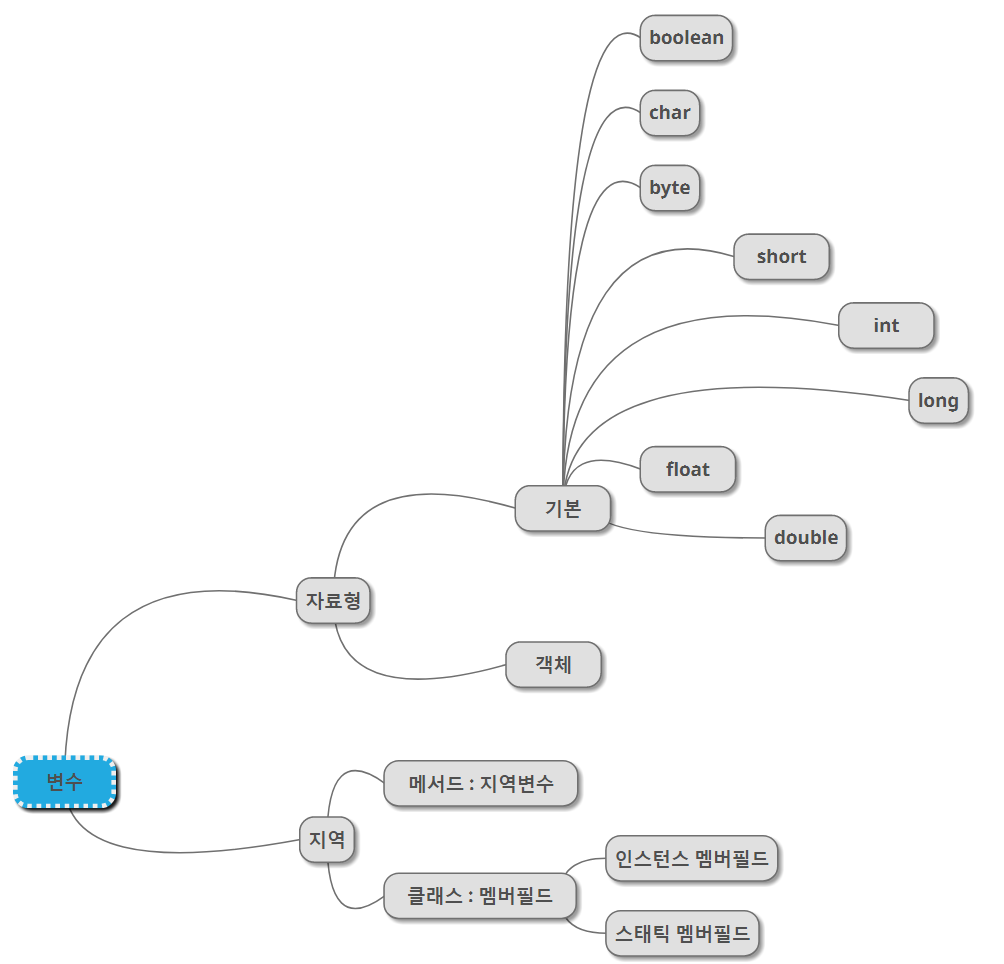 boolean
char
byte
short
int
long
float
기본
double
자료형
객체
변수
메서드 : 지역변수
지역
인스턴스 멤버필드
클래스 : 멤버필드
스태틱 멤버필드